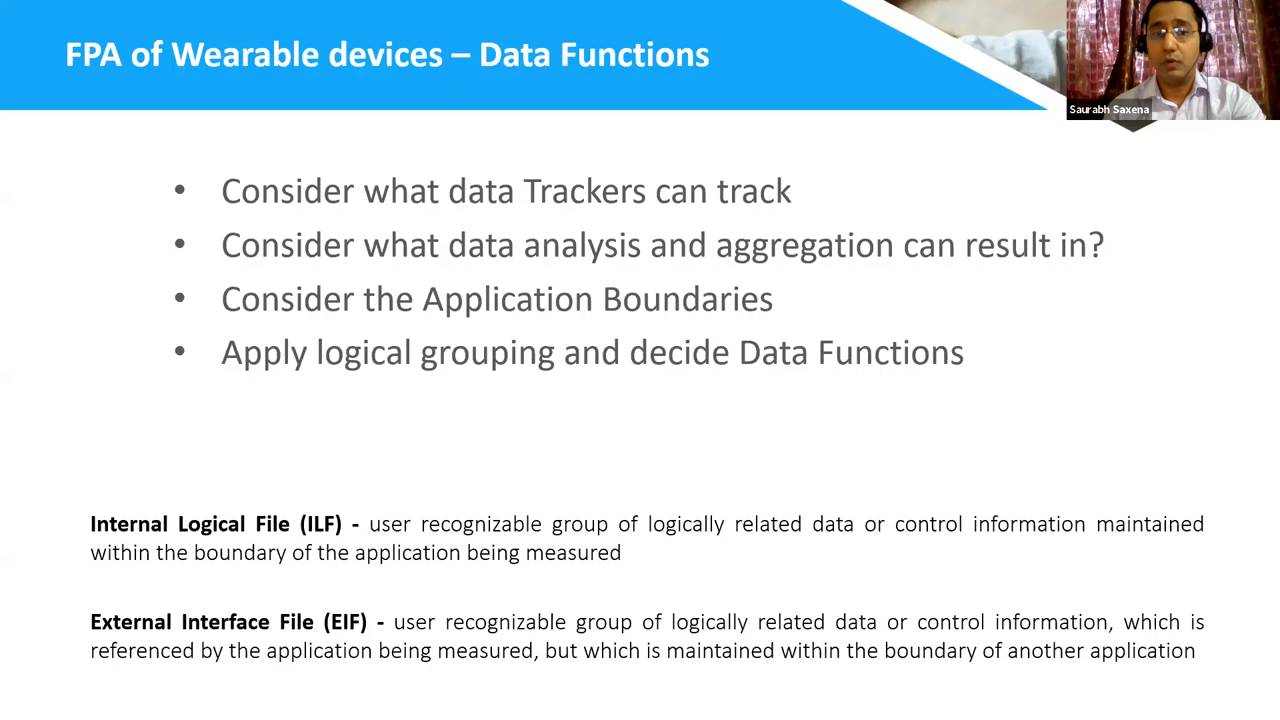 FPA of Wearable devices – Data Functions
Saurabh Saxena
• Consider what data Trackers can track
• Consider what data analysis and aggregation can result in?
• Consider the Application Boundaries
• Apply logical grouping and decide Data Functions
Internal Logical File (ILF) - user recognizable group of logically related data or control information maintained
within the boundary of the application being measured
External Interface File (EIF) - user recognizable group of logically related data or control information, which is
referenced by the application being measured, but which is maintained within the boundary of another application